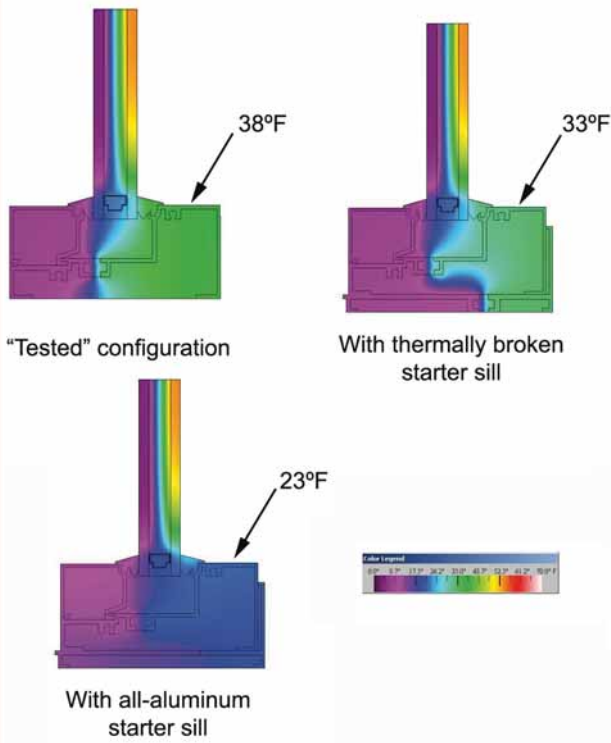 38ºF
33ºF
"Tested" configuration
With thermally broken
starter sill
23ºF
Color Legend
With all-aluminum
starter sill